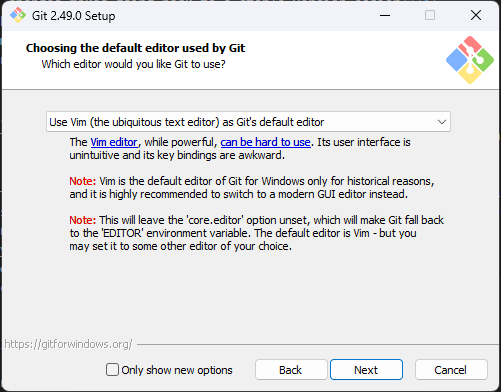 Git 2.49.0 Setup
Choosing the default editor used by Git
Which editor would you like Git to use?
Use Vim (the ubiquitous text editor) as Git's default editor
The Vim editor, while powerful, can be hard to use. Its user interface is
unintuitive and its key bindings are awkward.
Note: Vim is the default editor of Git for Windows only for historical reasons,
and it is highly recommended to switch to a modern GUI editor instead.
Note: This will leave the 'core.editor' option unset, which will make Git fall back
to the 'EDITOR' environment variable. The default editor is Vim - but you
may set it to some other editor of your choice.
https://gitforwindows.org/
Only show new options
Back
Next
Cancel